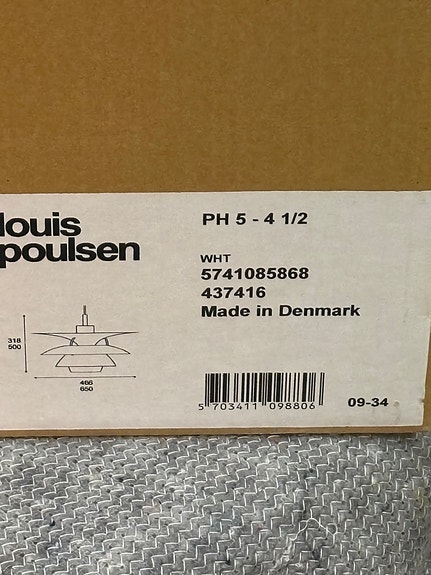 louis
poulsen
PH 5 - 4 1/2
WHT
5741085868
437416
Made in Denmark
318
500
466
650
5 703411 098806
09-34